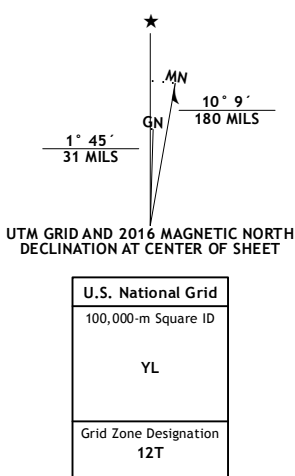 ★
MN
GN
10° 9´
180 MILS
1° 45´
31 MILS
UTM GRID AND 2016 MAGNETIC NORTH
DECLINATION AT CENTER OF SHEET
U.S. National Grid
100,000-m Square ID
YL
Grid Zone Designation
12T